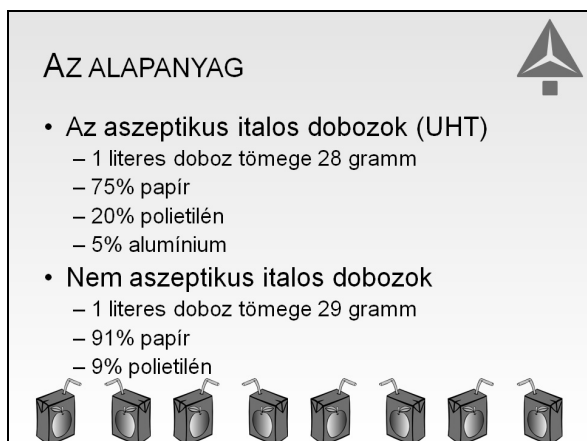 AZ ALAPANYAG
• Az aszeptikus italos dobozok (UHT)
– 1 literes doboz tömege 28 gramm
– 75% papír
– 20% polietilén
– 5% alumínium
• Nem aszeptikus italos dobozok
– 1 literes doboz tömege 29 gramm
– 91% papír
– 9% polietilén